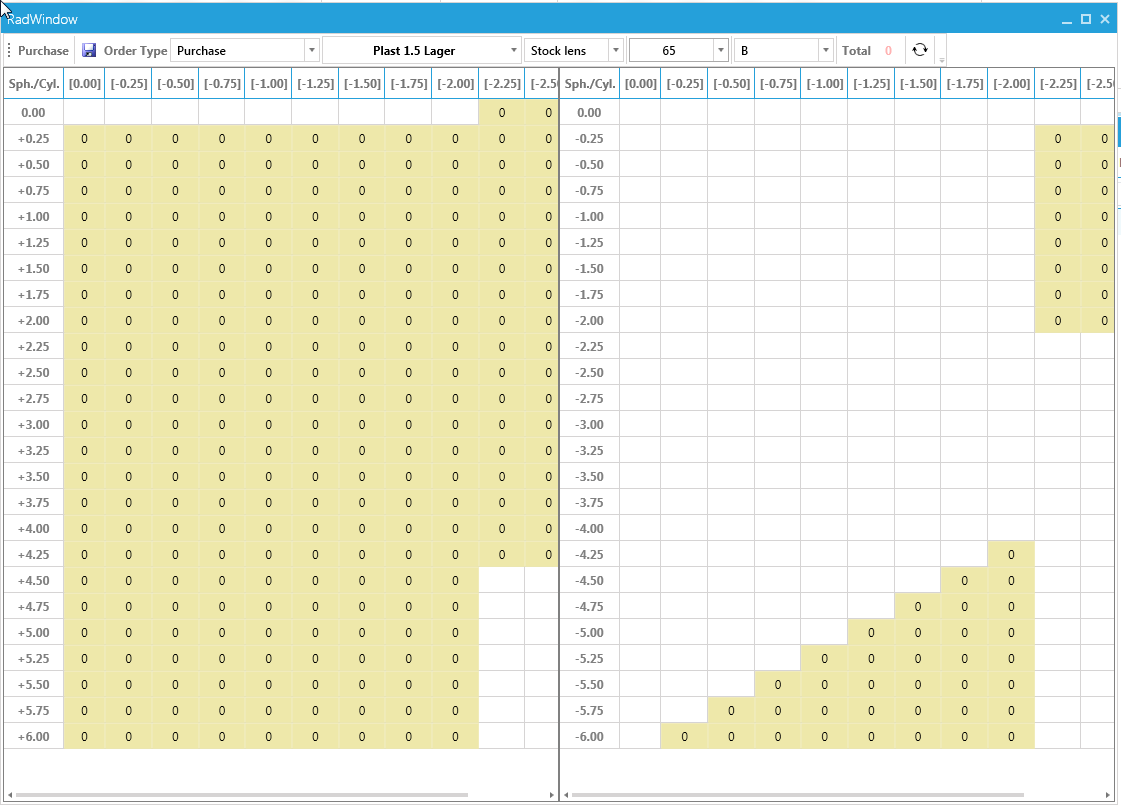 RadWindow
Purchase Order Type Purchase Plast 1.5 Lager Stock lens 65 B Total 0
Sph./Cyl. [0.00] [-0.25] [-0.50] [-0.75] [-1.00] [-1.25] [-1.50] [-1.75] [-2.00] [-2.25] [-2.5 Sph./Cyl. [0.00] [-0.25] [-0.50] [-0.75] [-1.00] [-1.25] [-1.50] [-1.75] [-2.00] [-2.25] [-2.5
0.00 0 0 0.00
+0.25 0 0 0 0 0 0 0 0 0 0 0 -0.25 0 0
+0.50 0 0 0 0 0 0 0 0 0 0 0 -0.50 0 0
+0.75 0 0 0 0 0 0 0 0 0 0 0 -0.75 0 0
+1.00 0 0 0 0 0 0 0 0 0 0 0 -1.00 0 0
+1.25 0 0 0 0 0 0 0 0 0 0 0 -1.25 0 0
+1.50 0 0 0 0 0 0 0 0 0 0 0 -1.50 0 0
+1.75 0 0 0 0 0 0 0 0 0 0 0 -1.75 0 0
+2.00 0 0 0 0 0 0 0 0 0 0 0 -2.00 0 0
+2.25 0 0 0 0 0 0 0 0 0 0 0 -2.25
+2.50 0 0 0 0 0 0 0 0 0 0 0 -2.50
+2.75 0 0 0 0 0 0 0 0 0 0 0 -2.75
+3.00 0 0 0 0 0 0 0 0 0 0 0 -3.00
+3.25 0 0 0 0 0 0 0 0 0 0 0 -3.25
+3.50 0 0 0 0 0 0 0 0 0 0 0 -3.50
+3.75 0 0 0 0 0 0 0 0 0 0 0 -3.75
+4.00 0 0 0 0 0 0 0 0 0 0 0 -4.00
+4.25 0 0 0 0 0 0 0 0 0 0 0 -4.25 0
+4.50 0 0 0 0 0 0 0 0 0 -4.50 0 0
+4.75 0 0 0 0 0 0 0 0 0 -4.75 0 0 0
+5.00 0 0 0 0 0 0 0 0 0 -5.00 0 0 0 0
+5.25 0 0 0 0 0 0 0 0 0 -5.25 0 0 0 0 0
+5.50 0 0 0 0 0 0 0 0 0 -5.50 0 0 0 0 0 0
+5.75 0 0 0 0 0 0 0 0 0 -5.75 0 0 0 0 0 0 0
+6.00 0 0 0 0 0 0 0 0 0 -6.00 0 0 0 0 0 0 0 0